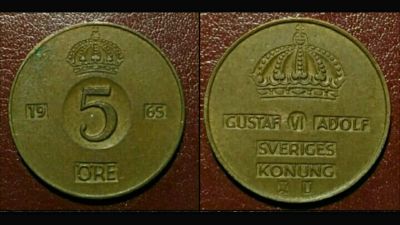 19 5 65
ÖRE
GUSTAF VI ADOLF
SVERIGES
KONUNG